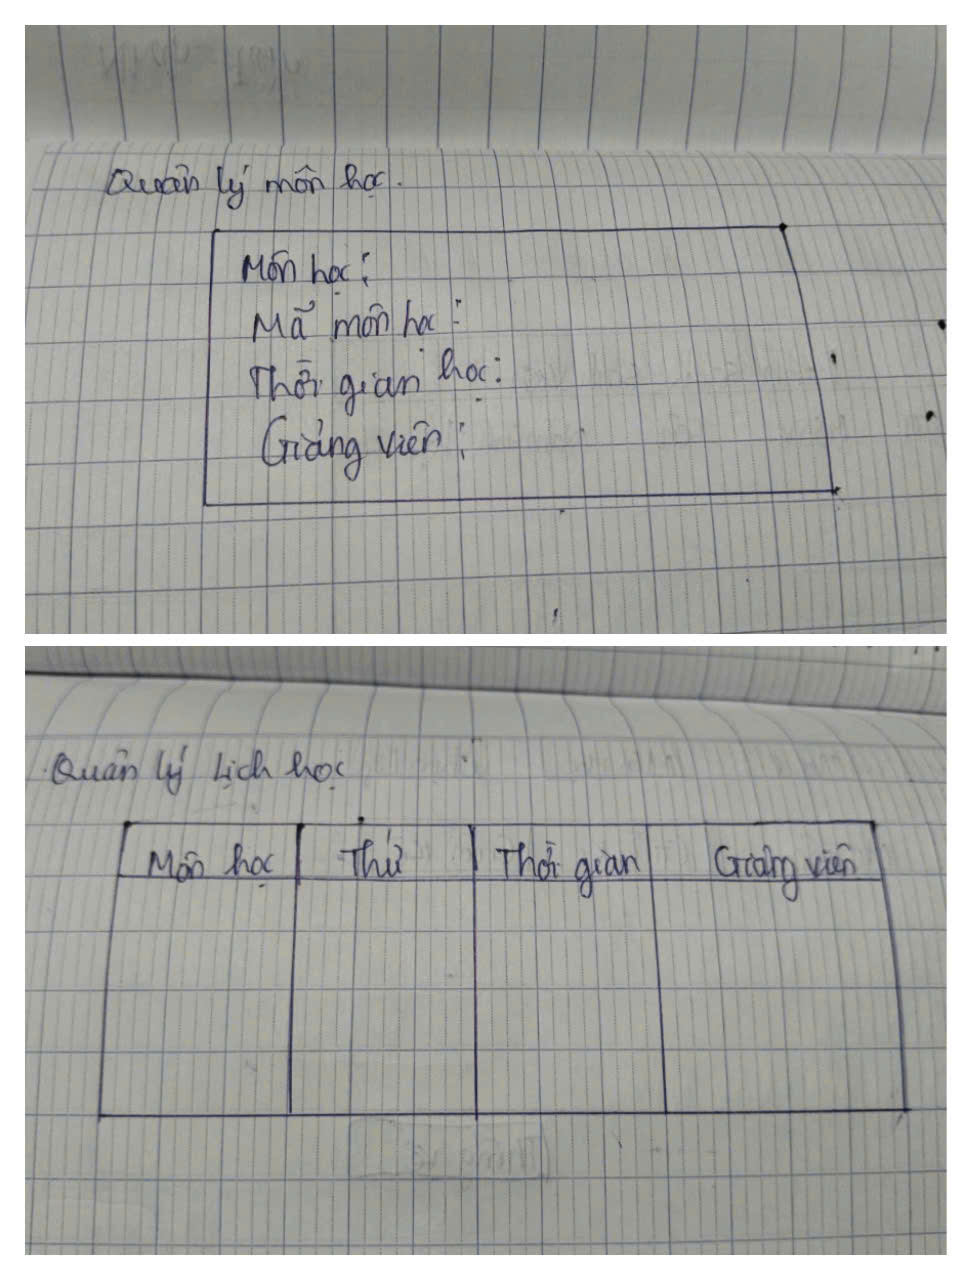 Quản lý môn học.
Môn học:
Mã môn học:
Thời gian học:
Giảng viên:
Quản lý Lịch học
Môn học Thứ Thời gian Giảng viên